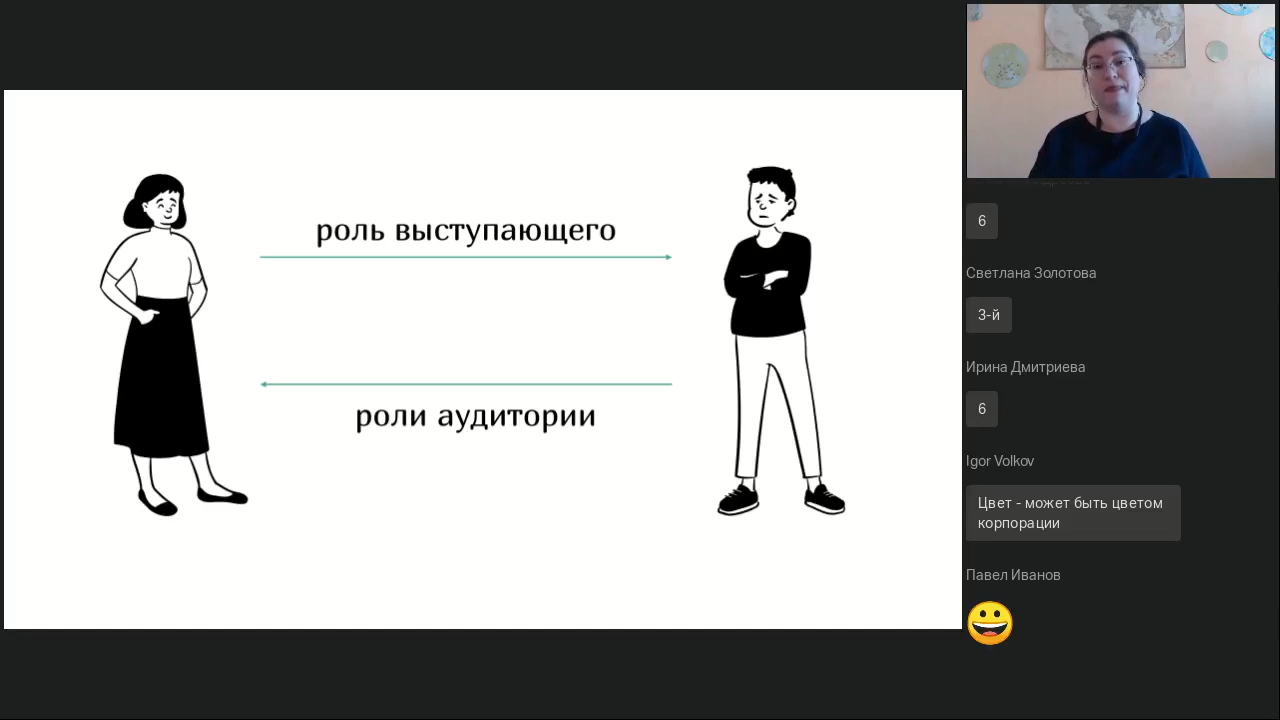 роль выступающего
роли аудитории
6
Светлана Золотова
3-й
Ирина Дмитриева
6
Igor Volkov
Цвет - может быть цветом
корпорации
Павел Иванов